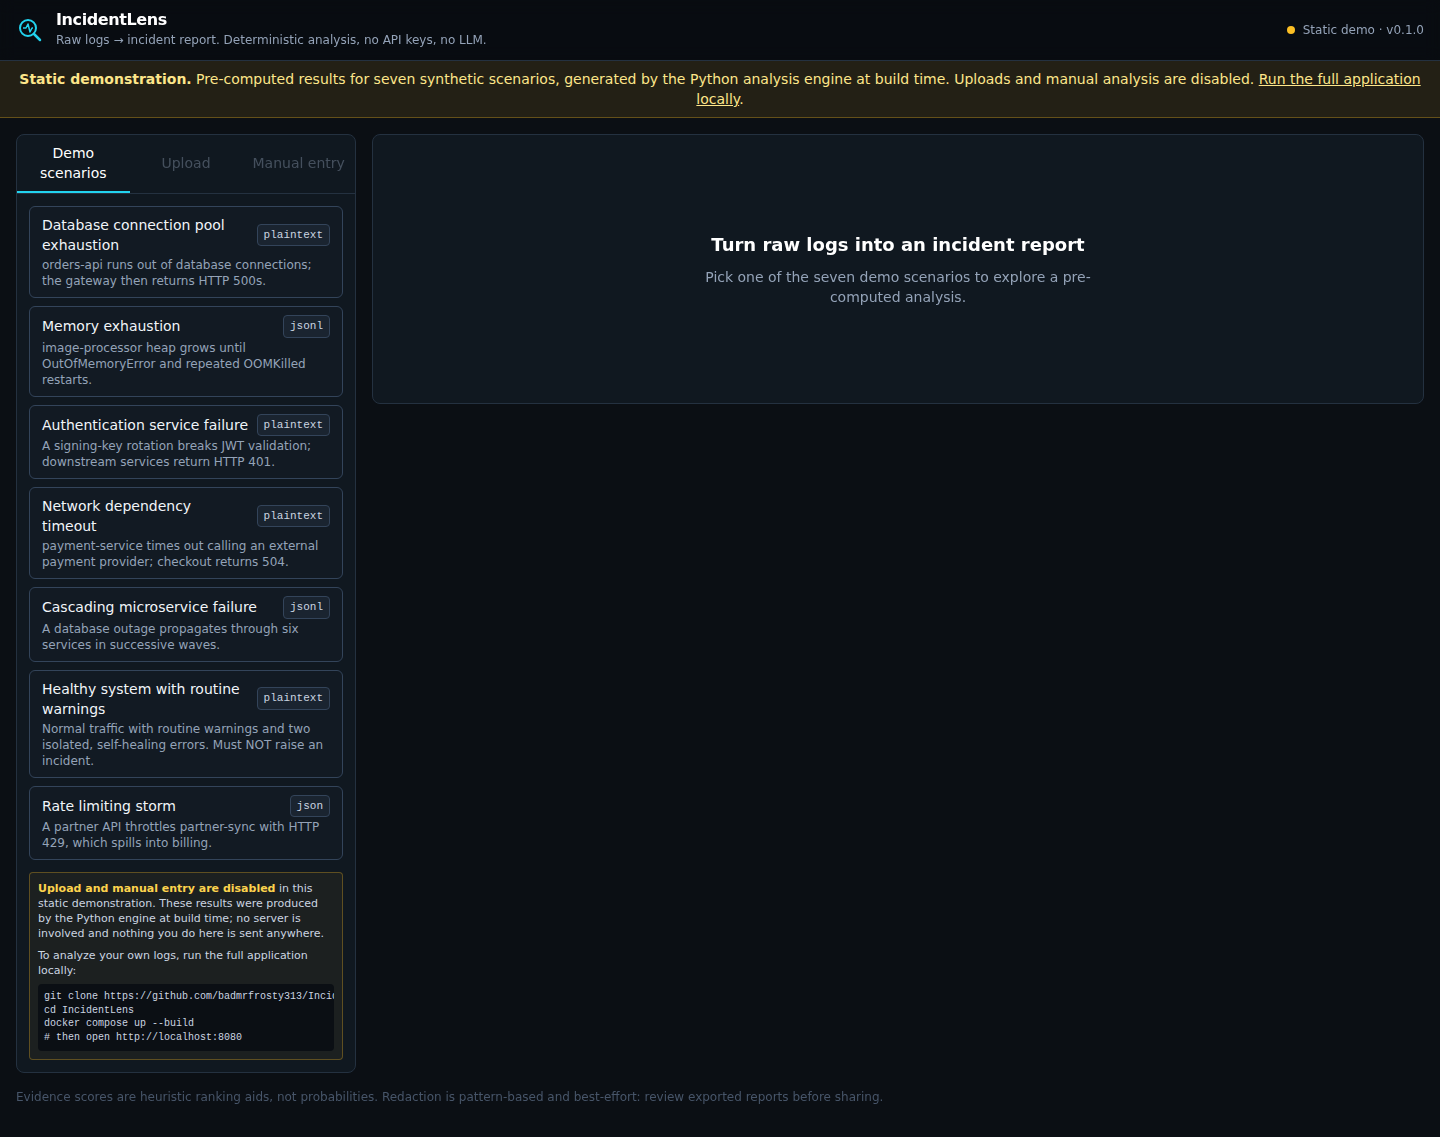 IncidentLens
Raw logs → incident report. Deterministic analysis, no API keys, no LLM.
Static demo · v0.1.0
Static demonstration. Pre-computed results for seven synthetic scenarios, generated by the Python analysis engine at build time. Uploads and manual analysis are disabled. Run the full application
locally.
Demo
scenarios
Upload
Manual entry
Database connection pool
exhaustion
plaintext
orders-api runs out of database connections;
the gateway then returns HTTP 500s.
Memory exhaustion
jsonl
image-processor heap grows until
OutOfMemoryError and repeated OOMKilled
restarts.
Authentication service failure
plaintext
A signing-key rotation breaks JWT validation;
downstream services return HTTP 401.
Network dependency
timeout
plaintext
payment-service times out calling an external
payment provider; checkout returns 504.
Cascading microservice failure
jsonl
A database outage propagates through six
services in successive waves.
Healthy system with routine
warnings
plaintext
Normal traffic with routine warnings and two
isolated, self-healing errors. Must NOT raise an
incident.
Rate limiting storm
json
A partner API throttles partner-sync with HTTP
429, which spills into billing.
Upload and manual entry are disabled in this
static demonstration. These results were produced
by the Python engine at build time; no server is
involved and nothing you do here is sent anywhere.
To analyze your own logs, run the full application
locally:
git clone https://github.com/badmrfrosty313/Incid
cd IncidentLens
docker compose up --build
# then open http://localhost:8080
Turn raw logs into an incident report
Pick one of the seven demo scenarios to explore a pre-
computed analysis.
Evidence scores are heuristic ranking aids, not probabilities. Redaction is pattern-based and best-effort: review exported reports before sharing.